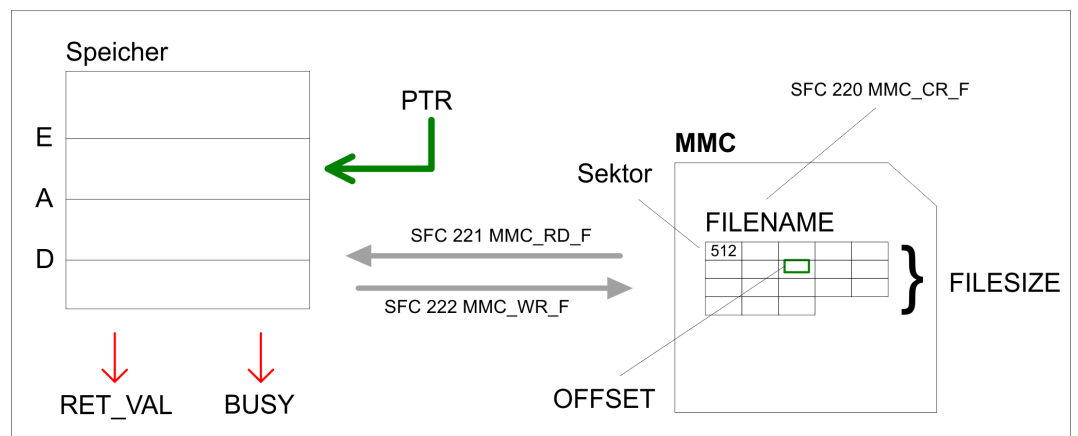 Speicher
E
A
D
PTR
SFC 221 MMC_RD_F
SFC 222 MMC_WR_F
RET_VAL
BUSY
SFC 220 MMC_CR_F
MMC
Sektor
FILENAME
512
FILESIZE
OFFSET